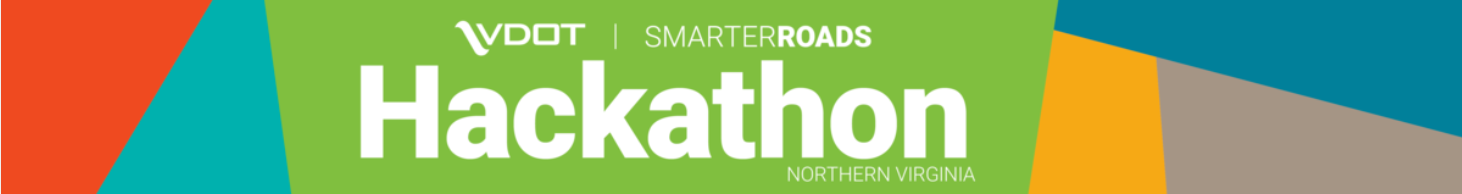 VDOT | SMARTERROADS
Hackathon
NORTHERN VIRGINIA